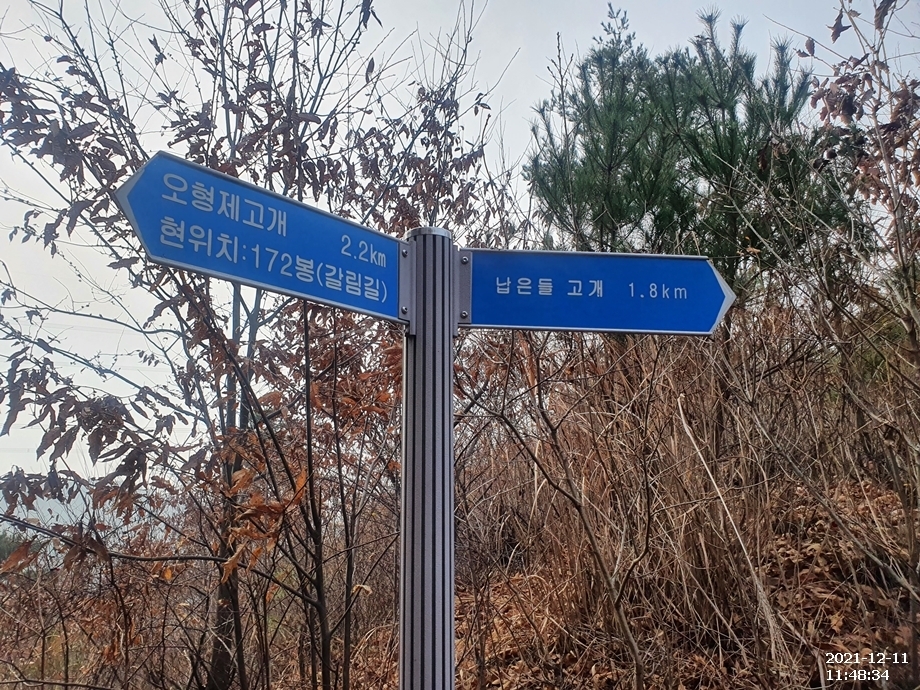 오형제고개 2.2km
현위치:172봉(갈림길)
납은들 고개 1.8km
2021-12-11
11:48:34